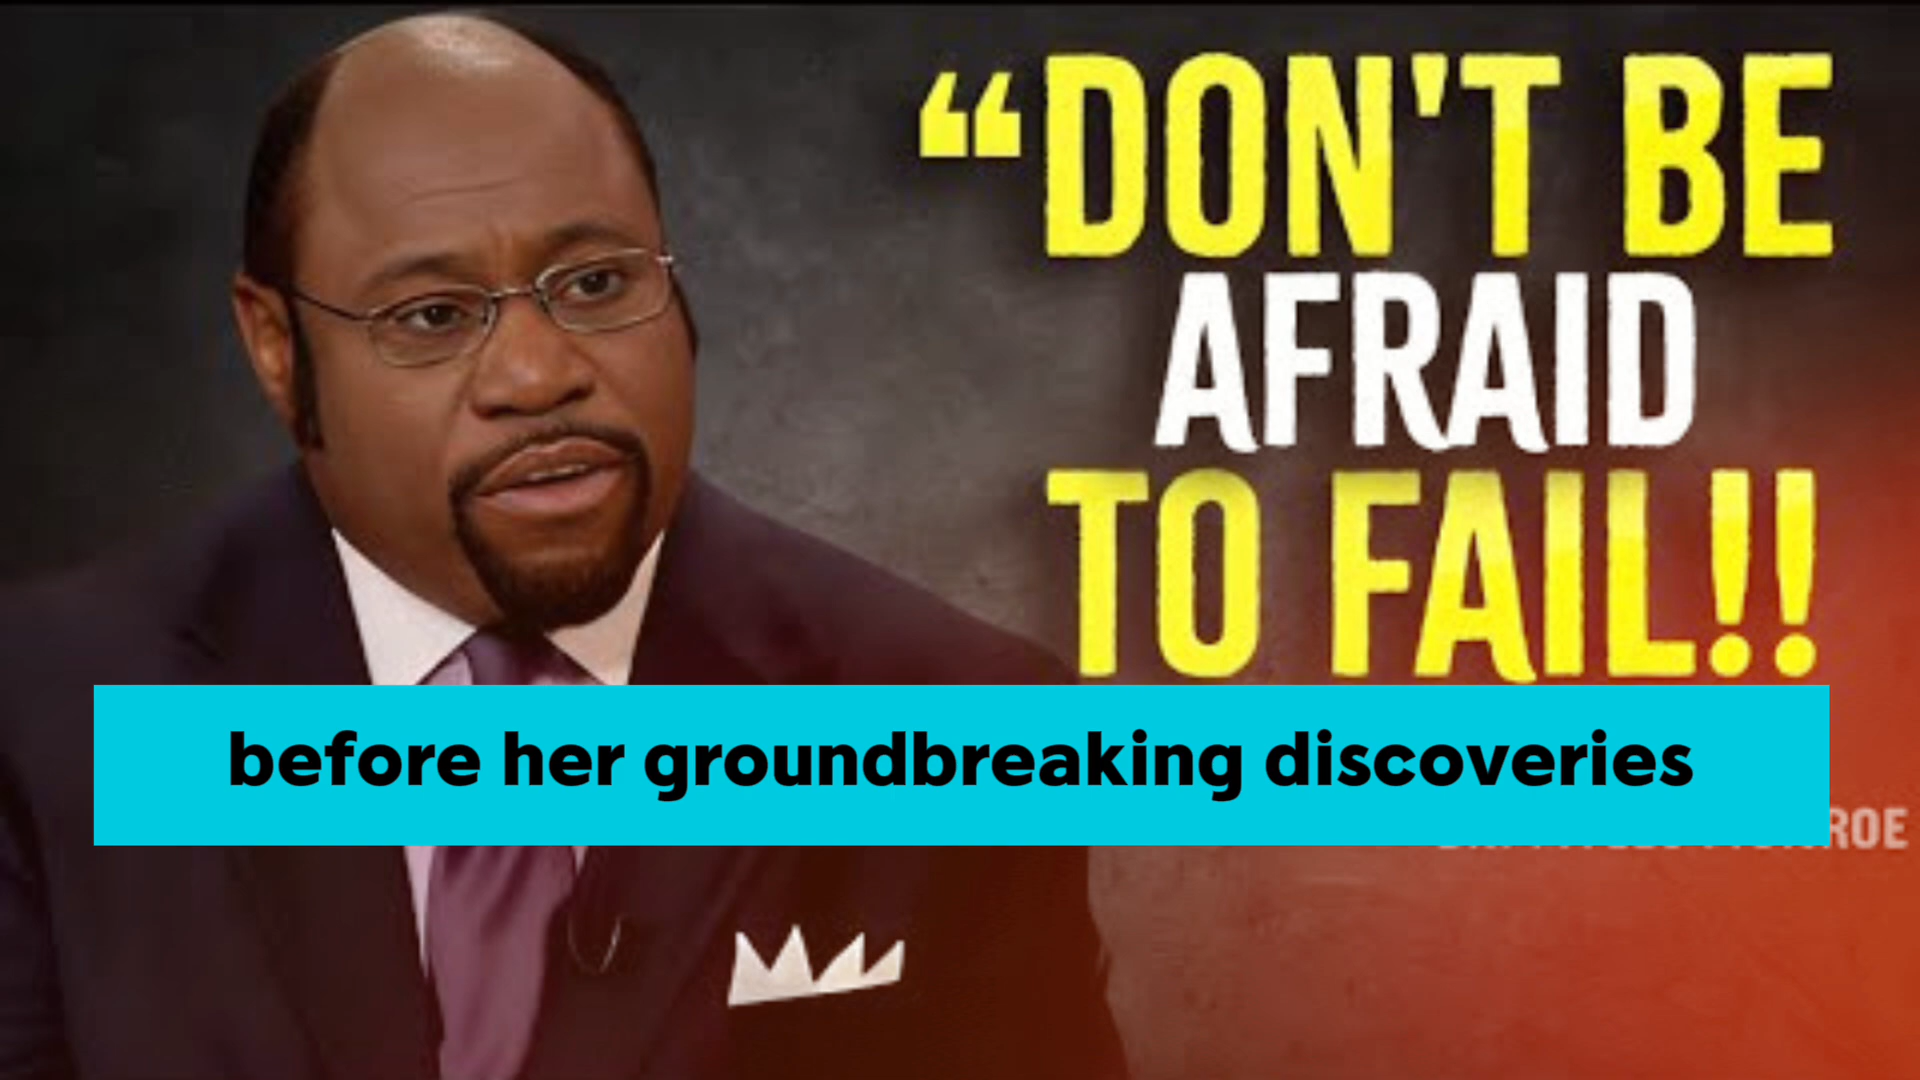 “DON'T BE
AFRAID
TO FAIL!!
before her groundbreaking discoveries